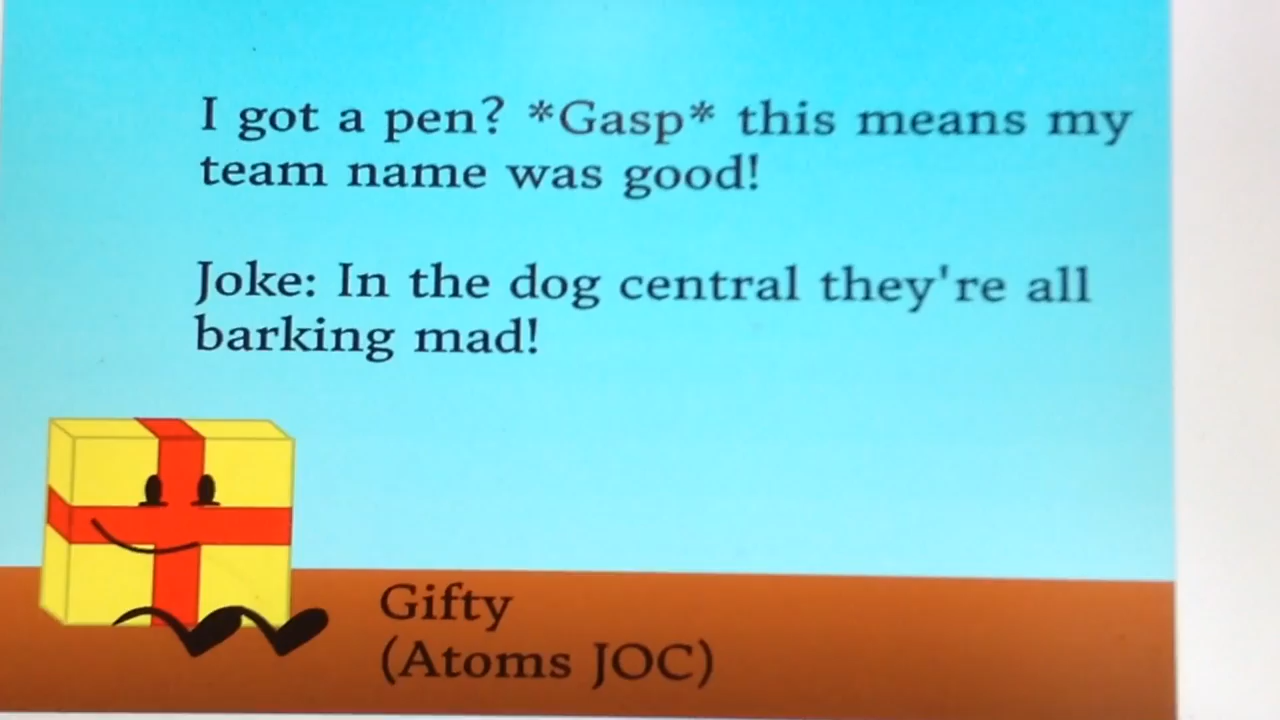 I got a pen? *Gasp* this means my
team name was good!
Joke: In the dog central they're all
barking mad!
Gifty
(Atoms JOC)